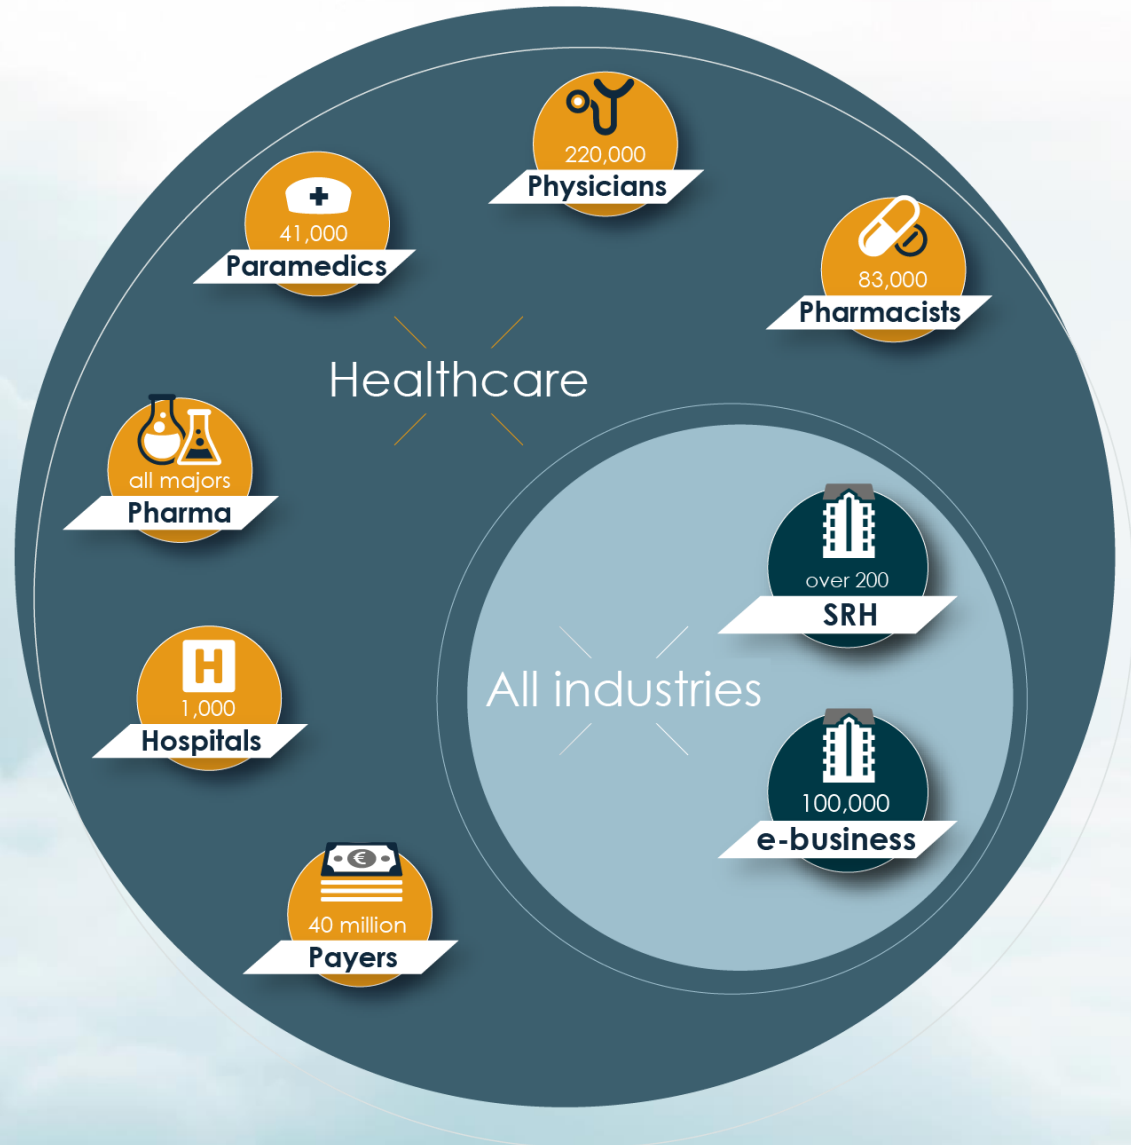 220,000
Physicians
41,000
Paramedics
83,000
Pharmacists
Healthcare
all majors
Pharma
over 200
SRH
H
1,000
Hospitals
All industries
100,000
e-business
€
40 million
Payers